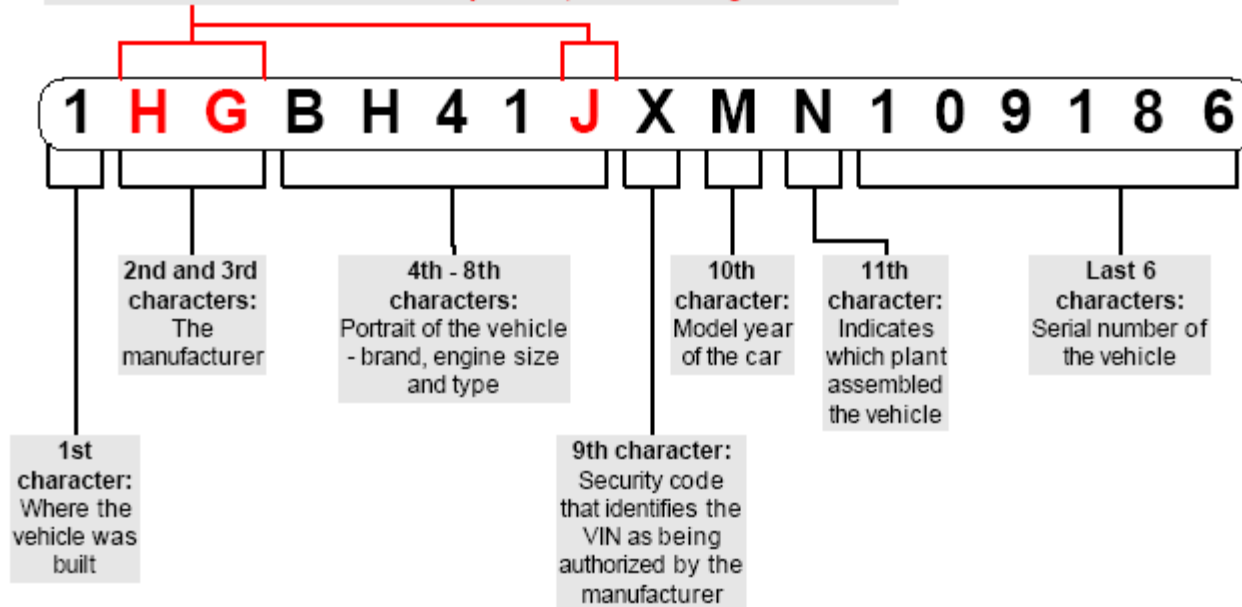 1 H G B H 4 1 J X M N 1 0 9 1 8 6
2nd and 3rd
characters:
The
manufacturer
4th - 8th
characters:
Portrait of the vehicle
- brand, engine size
and type
10th
character:
Model year
of the car
11th
character:
Indicates
which plant
assembled
the vehicle
Last 6
characters:
Serial number of
the vehicle
1st
character:
Where the
vehicle was
built
9th character:
Security code
that identifies the
VIN as being
authorized by the
manufacturer